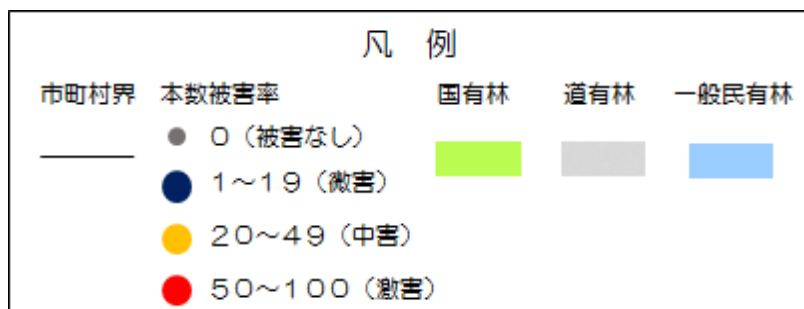 凡 例
市町村界 本数被害率 国有林 道有林 一般民有林
０（被害なし）
１～１９（微害）
２０～４９（中害）
５０～１００（激害）